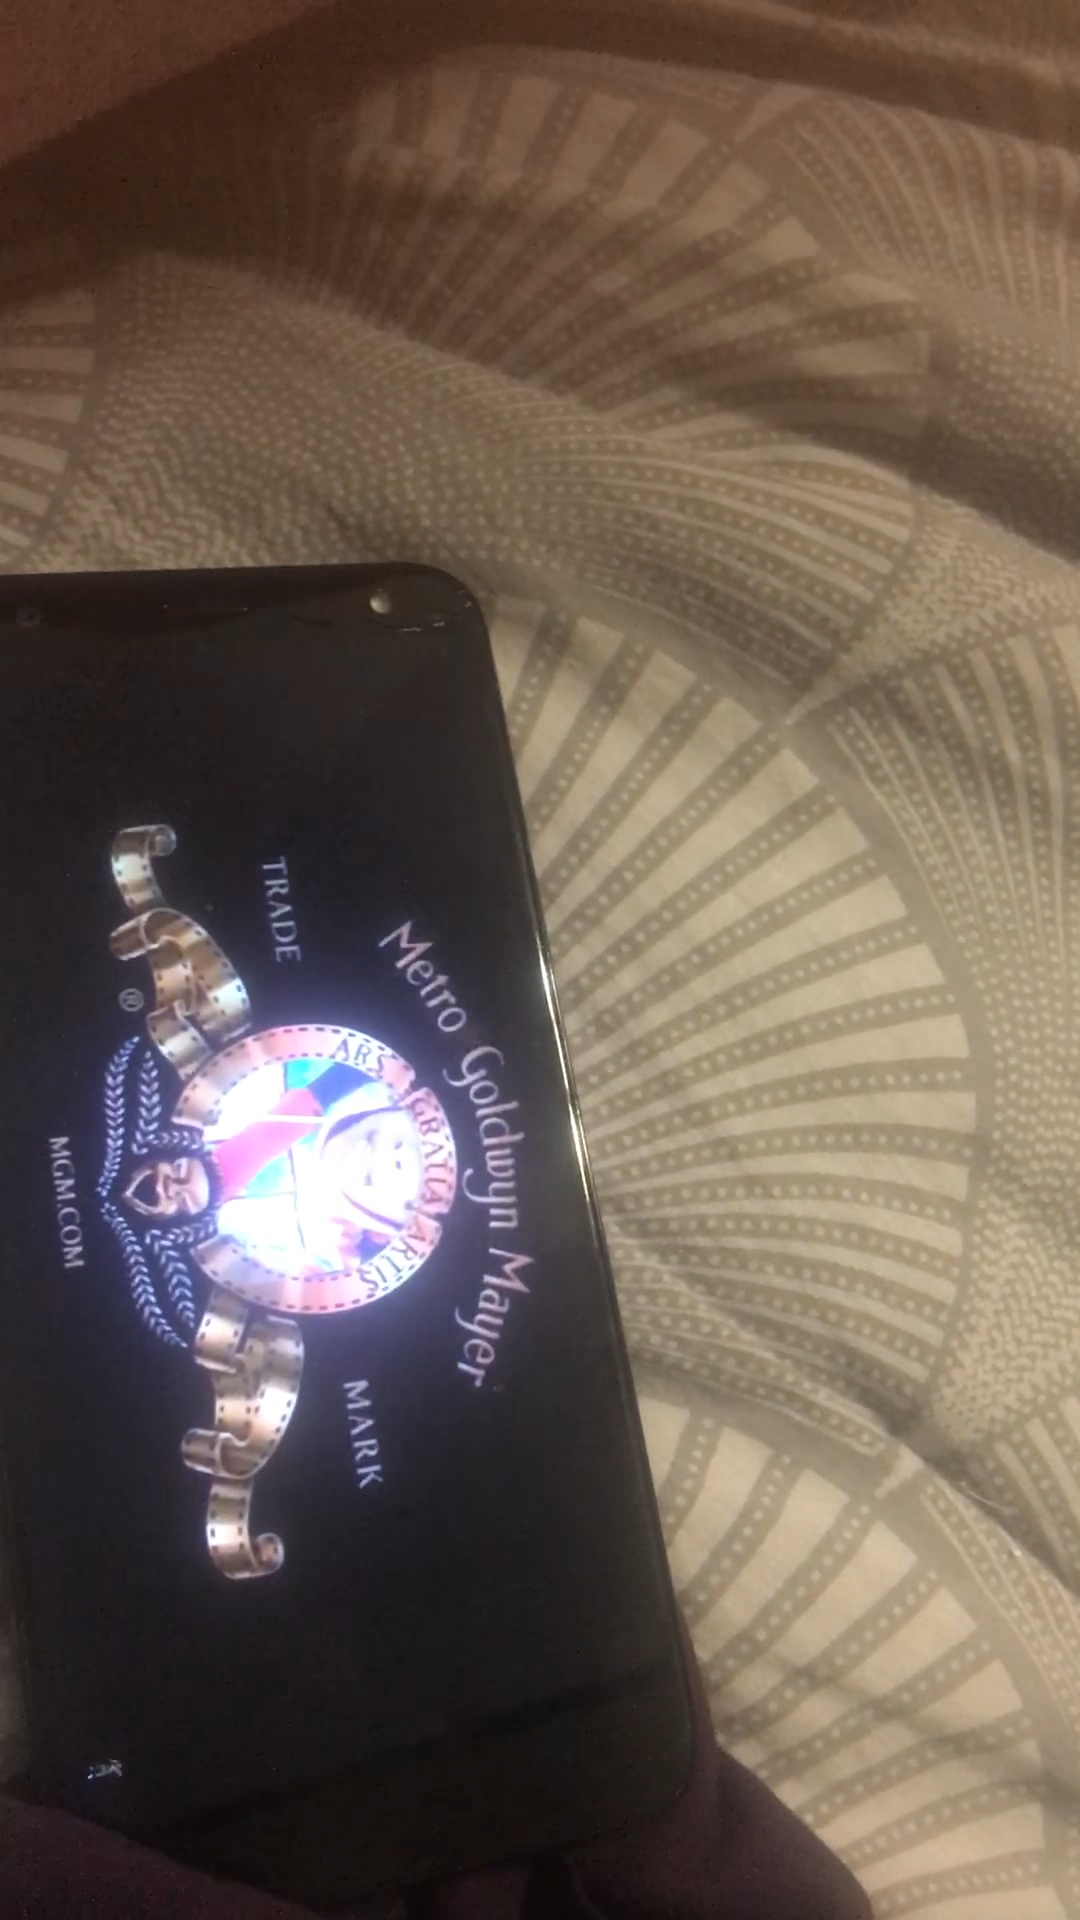 Metro Goldwyn Mayer
ARS GRATIA ARTIS
TRADE MARK
®
MGM.COM